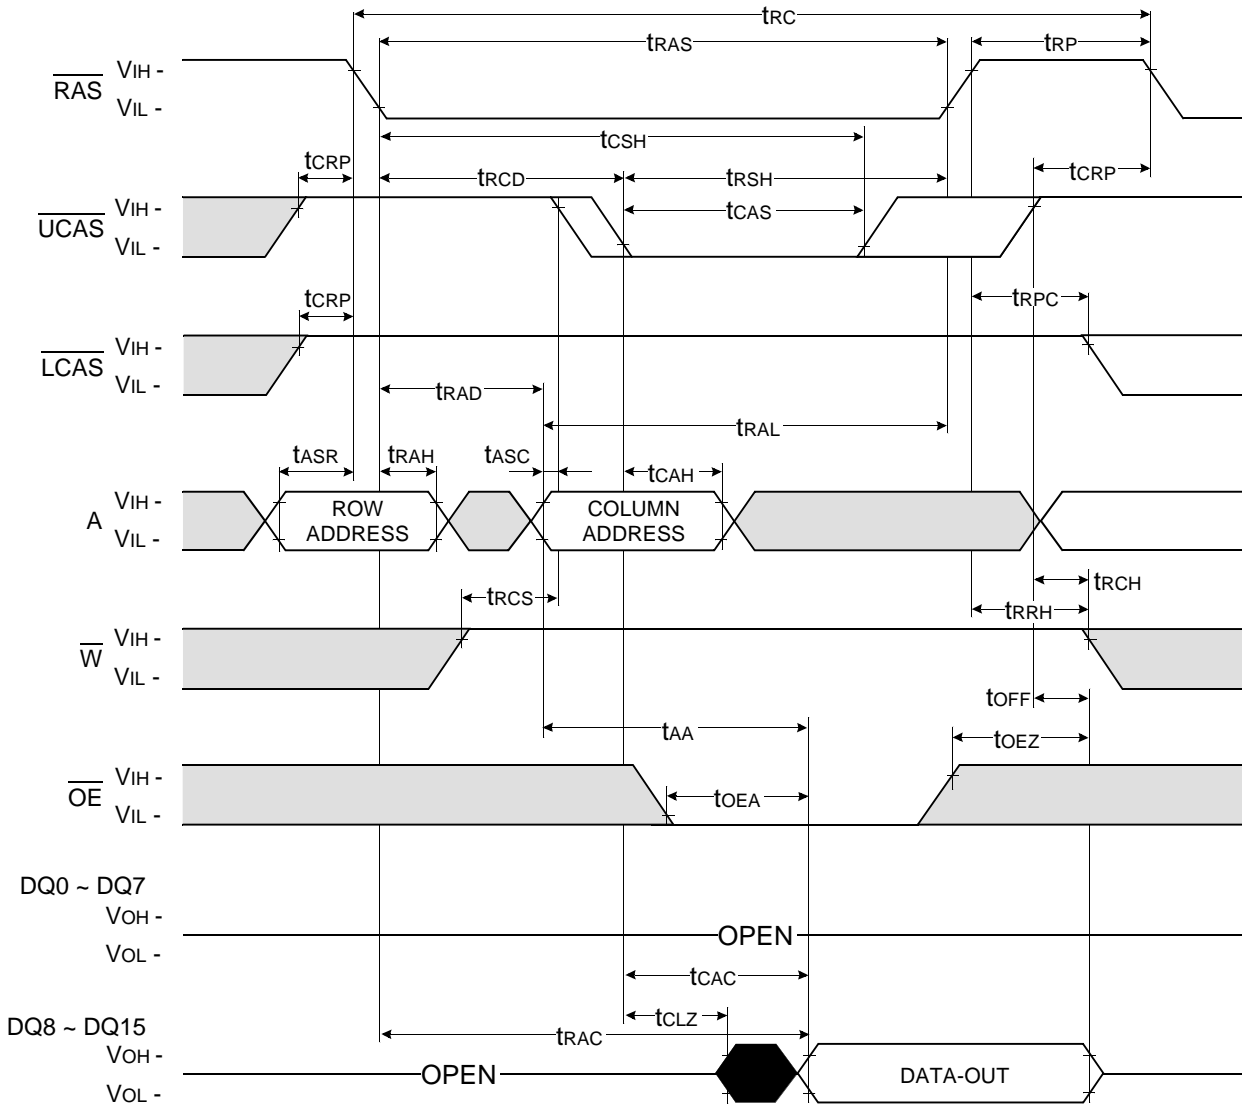 tRC
tRAS
tRP
RAS
VIH -
VIL -
tCSH
tCRP
tRCD
tRSH
tCRP
UCAS
VIH -
VIL -
tCAS
tCRP
tRPC
LCAS
VIH -
VIL -
tRAD
tRAL
tASR
tRAH
tASC
tCAH
A
VIH -
VIL -
ROW
ADDRESS
COLUMN
ADDRESS
tRCS
tRCH
tRRH
W
VIH -
VIL -
tOFF
tAA
tOEZ
OE
VIH -
VIL -
tOEA
DQ0 ~ DQ7
VOH -
VOL -
OPEN
tCAC
DQ8 ~ DQ15
tCLZ
tRAC
VOH -
VOL -
OPEN
DATA-OUT